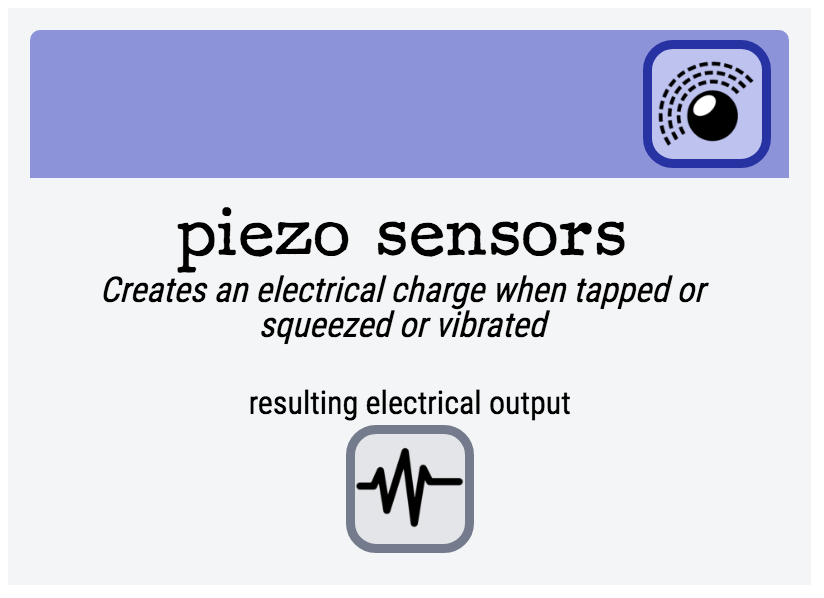 piezo sensors
Creates an electrical charge when tapped or
squeezed or vibrated
resulting electrical output